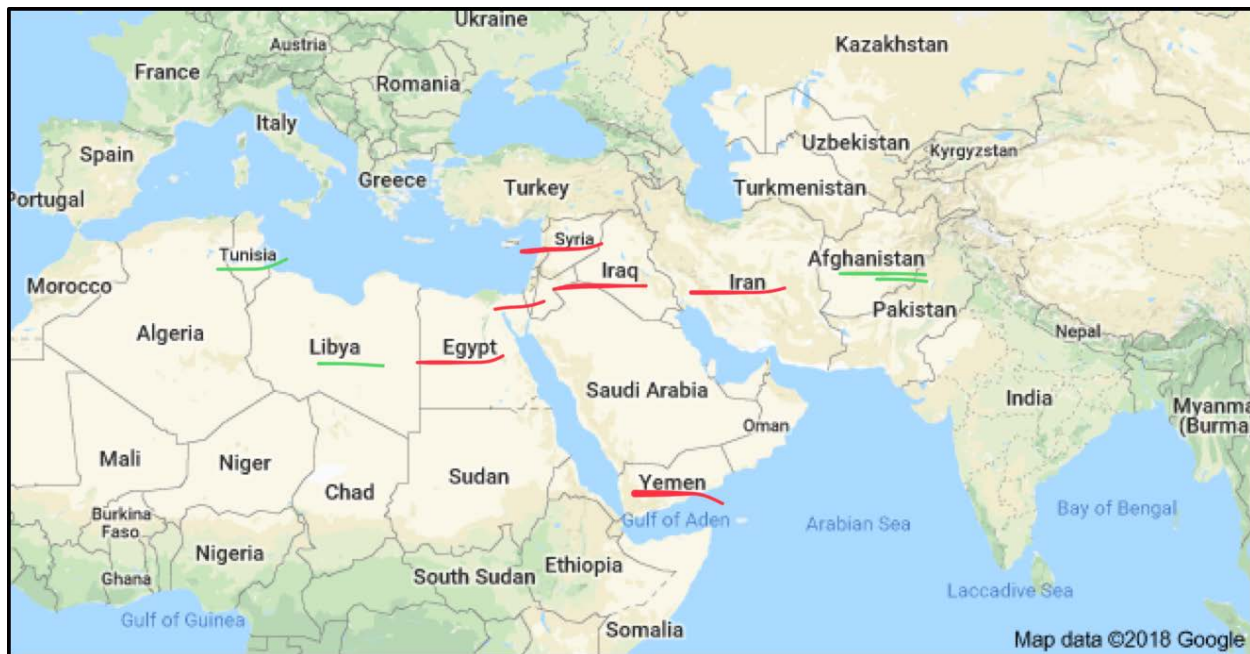 Ukraine
Austria
Kazakhstan
France
Romania
Italy
Uzbekistan
Kyrgyzstan
Spain
Greece
Turkey
Turkmenistan
Portugal
Tunisia
Syria
Afghanistan
Iraq
Iran
Morocco
Pakistan
Algeria
Nepal
Libya
Egypt
Saudi Arabia
India
Myanma
(Burma
Oman
Mali
Niger
Chad
Sudan
Yemen
Burkina
Faso
Gulf of Aden
Arabian Sea
Bay of Bengal
Nigeria
Ethiopia
Ghana
South Sudan
Laccadive Sea
Gulf of Guinea
Somalia
Map data ©2018 Google